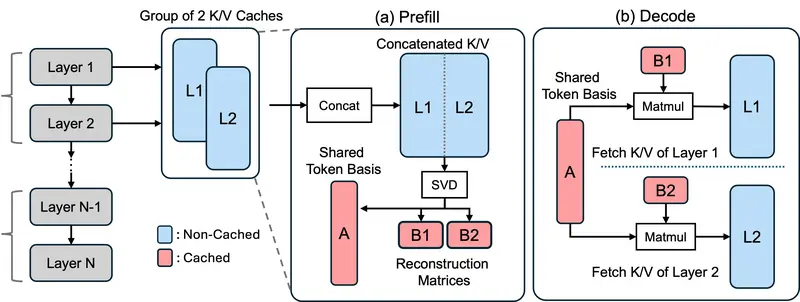 Group of 2 K/V Caches
Layer 1
Layer 2
Layer N-1
Layer N
L1
L2
: Non-Cached
: Cached
(a) Prefill
Concatenated K/V
Concat
L1
L2
SVD
Shared
Token Basis
A
B1
B2
Reconstruction
Matrices
(b) Decode
B1
Shared
Token Basis
Matmul
L1
Fetch K/V of Layer 1
A
B2
Matmul
L2
Fetch K/V of Layer 2